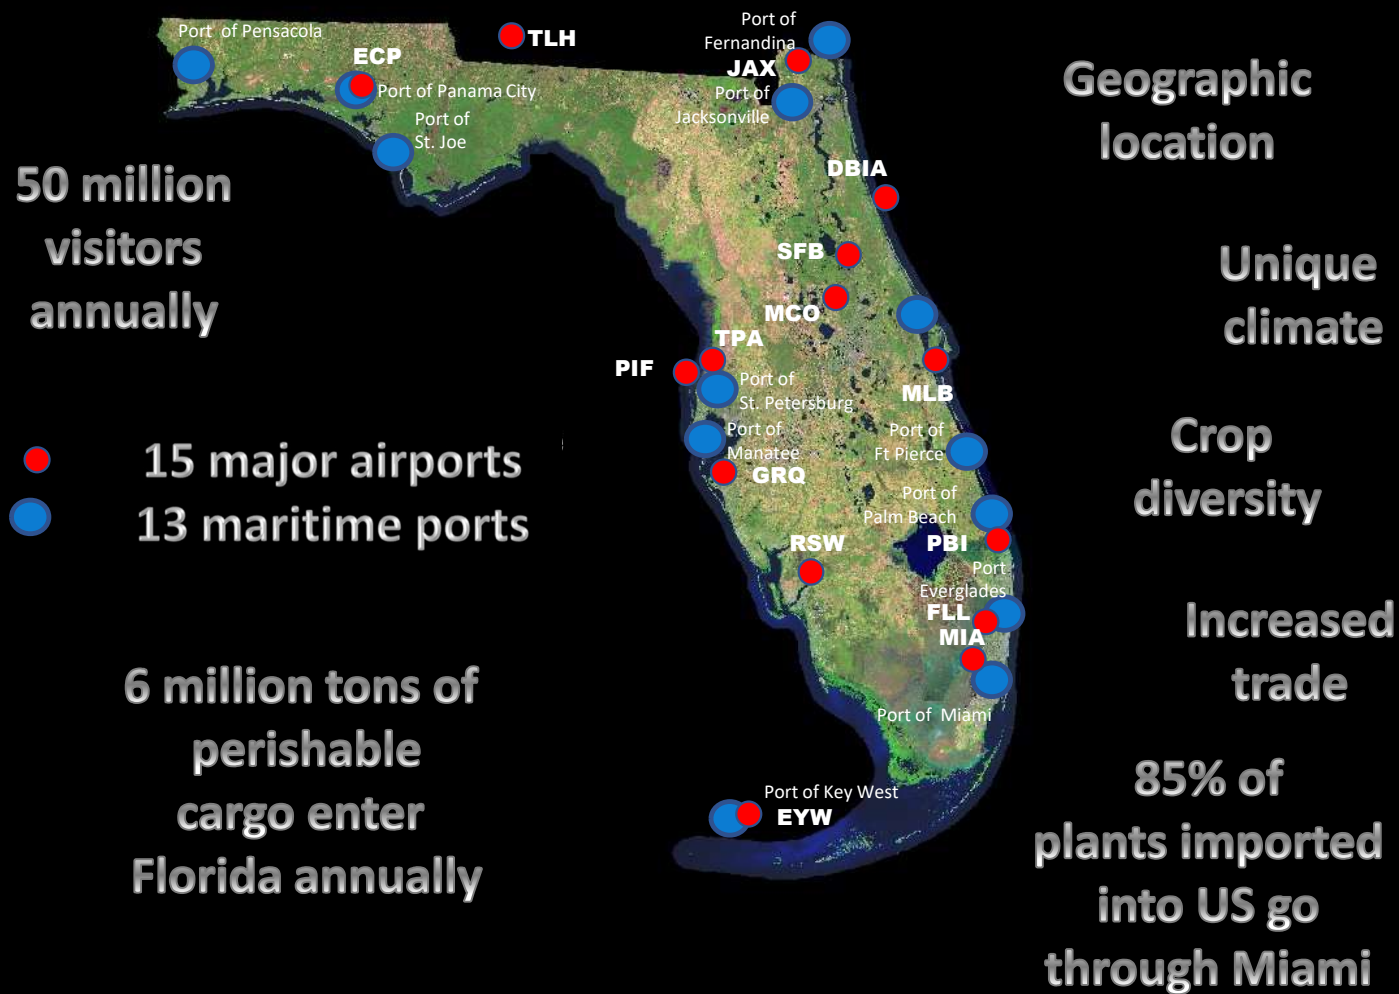 Port of Pensacola
ECP
Port of Panama City
Port of
St. Joe
TLH
Port of
Fernandina
JAX
Port of
Jacksonville
DBIA
SFB
MCO
TPA
PIF
Port of
St. Petersburg
MLB
Port of
Manatee
GRQ
Port of
Ft Pierce
Port of
Palm Beach
PBI
RSW
Port
Everglades
FLL
MIA
Port of Miami
Port of Key West
EYW
50 million
visitors
annually
15 major airports
13 maritime ports
6 million tons of
perishable
cargo enter
Florida annually
Geographic
location
Unique
climate
Crop
diversity
Increased
trade
85% of
plants imported
into US go
through Miami